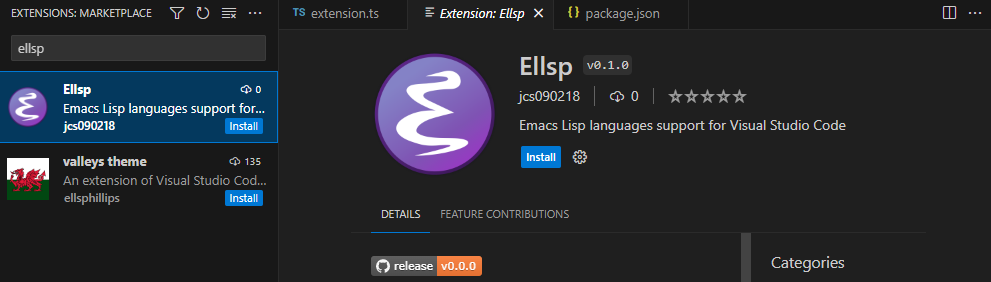 EXTENSIONS: MARKETPLACE
ellsp
Ellsp 0
Emacs Lisp languages support for...
jcs090218 Install
valleys theme 135
An extension of Visual Studio Cod...
ellsphillips Install
TS extension.ts
Extension: Ellsp
{} package.json
Ellsp v0.1.0
jcs090218 0
Emacs Lisp languages support for Visual Studio Code
Install
DETAILS FEATURE CONTRIBUTIONS
release v0.0.0
Categories